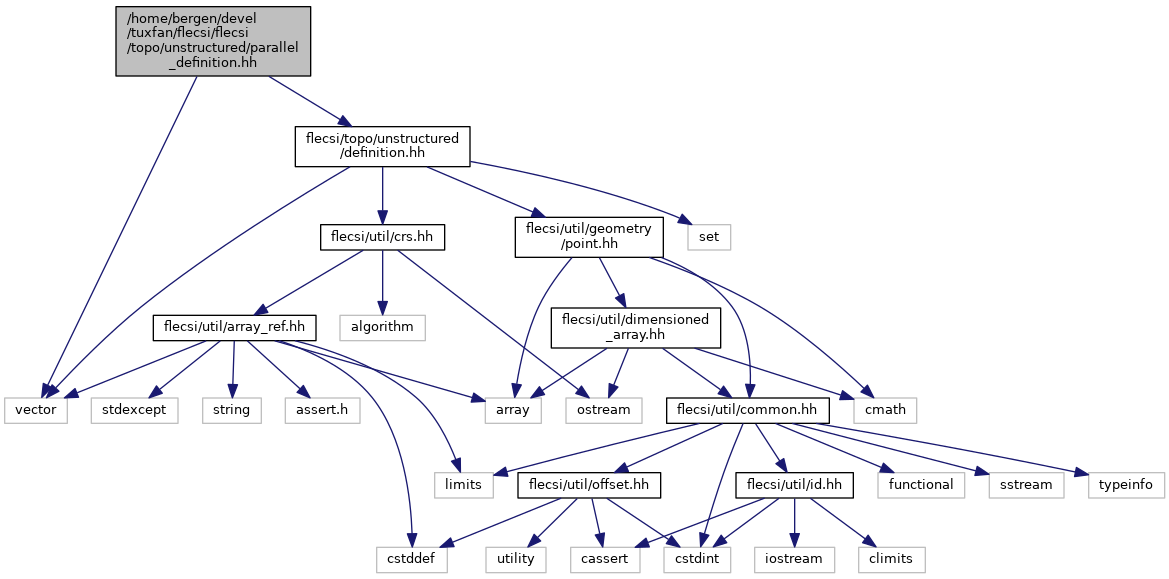 /home/bergen/devel
/tuxfan/flecsi/flecsi
/topo/unstructured/parallel
_definition.hh
flecsi/topo/unstructured
/definition.hh
flecsi/util/crs.hh
flecsi/util/geometry
/point.hh
set
flecsi/util/array_ref.hh
algorithm
flecsi/util/dimensioned
_array.hh
vector
stdexcept
string
assert.h
array
ostream
flecsi/util/common.hh
cmath
limits
flecsi/util/offset.hh
flecsi/util/id.hh
functional
sstream
typeinfo
cstddef
utility
cassert
cstdint
iostream
climits